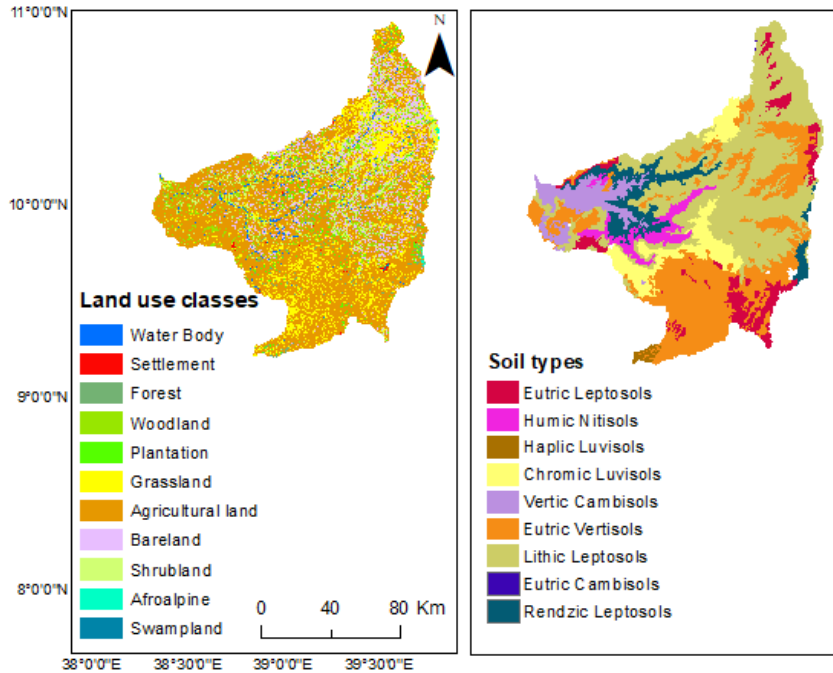 11°0'0"N
N
10°0'0"N
9°0'0"N
8°0'0"N
Land use classes
Water Body
Settlement
Forest
Woodland
Plantation
Grassland
Agricultural land
Bareland
Shrubland
Afroalpine
Swampland
0 40 80 Km
38°0'0"E 38°30'0"E 39°0'0"E 39°30'0"E
Soil types
Eutric Leptosols
Humic Nitisols
Haplic Luvisols
Chromic Luvisols
Vertic Cambisols
Eutric Vertisols
Lithic Leptosols
Eutric Cambisols
Rendzic Leptosols